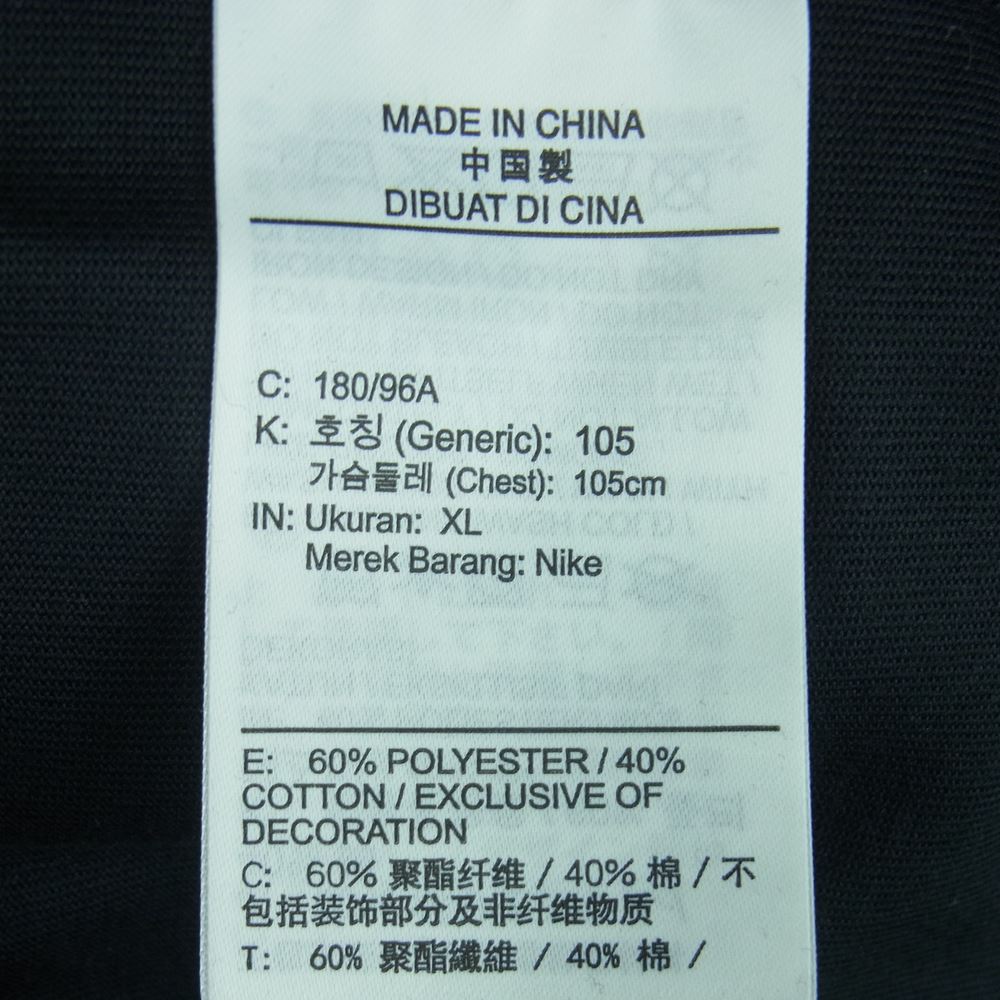 MADE IN CHINA
中国製
DIBUAT DI CINA
C: 180/96A
K: 호칭 (Generic): 105
가슴둘레 (Chest): 105cm
IN: Ukuran: XL
Merek Barang: Nike
E: 60% POLYESTER / 40%
COTTON / EXCLUSIVE OF
DECORATION
C: 60% 聚酯纤维 / 40% 棉 / 不
包括装饰部分及非纤维物质
T: 60% 聚酯纖維 / 40% 棉 /